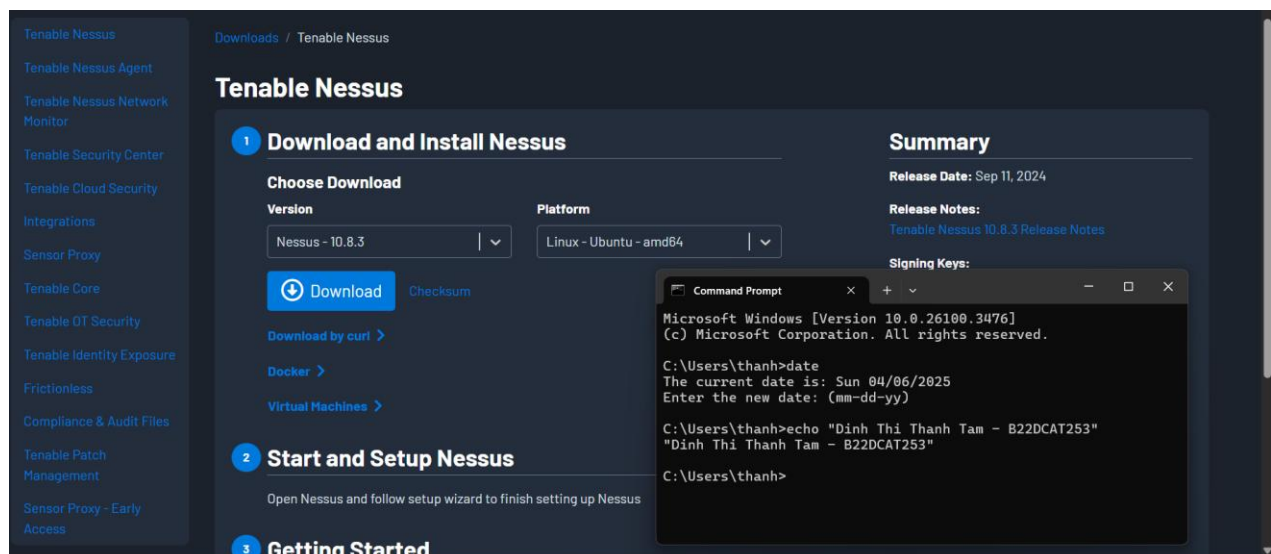 Tenable Nessus
Tenable Nessus Agent
Tenable Nessus Network
Monitor
Tenable Security Center
Tenable Cloud Security
Integrations
Sensor Proxy
Tenable Core
Tenable OT Security
Tenable Identity Exposure
Frictionless
Compliance & Audit Files
Tenable Patch
Management
Sensor Proxy - Early
Access
Downloads / Tenable Nessus
Tenable Nessus
1 Download and Install Nessus
Choose Download
Version Platform
Nessus - 10.8.3 Linux - Ubuntu - amd64
Download Checksum
Download by curl
Docker
Virtual Machines
2 Start and Setup Nessus
Open Nessus and follow setup wizard to finish setting up Nessus
3 Getting Started
Summary
Release Date: Sep 11, 2024
Release Notes:
Tenable Nessus 10.8.3 Release Notes
Signing Keys:
Command Prompt
Microsoft Windows [Version 10.0.26100.3476]
(c) Microsoft Corporation. All rights reserved.
C:\Users\thanh>date
The current date is: Sun 04/06/2025
Enter the new date: (mm-dd-yy)
C:\Users\thanh>echo "Dinh Thi Thanh Tam - B22DCAT253"
"Dinh Thi Thanh Tam - B22DCAT253"
C:\Users\thanh>